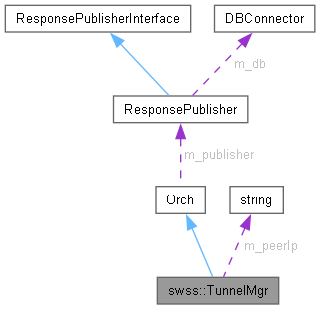 ResponsePublisherInterface
DBConnector
m_db
ResponsePublisher
m_publisher
Orch
string
m_peerIp
swss::TunnelMgr